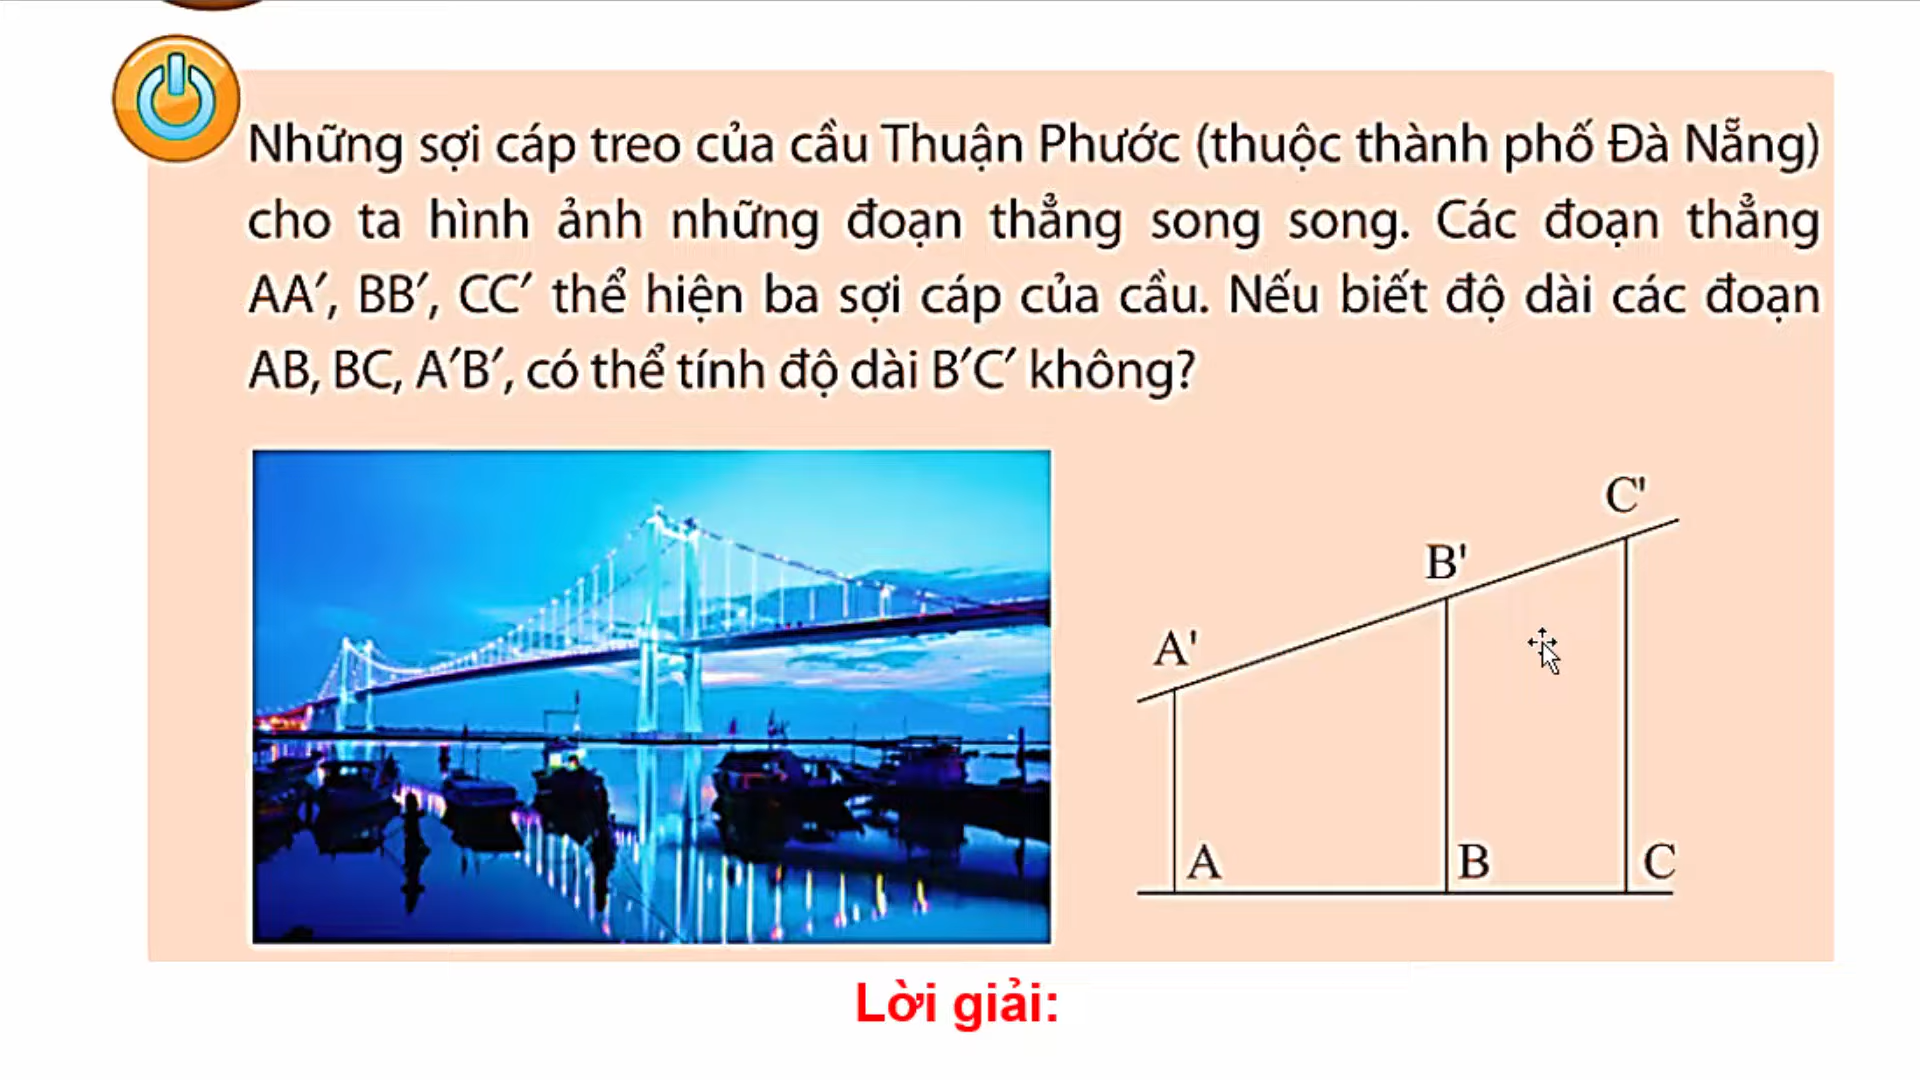 Những sợi cáp treo của cầu Thuận Phước (thuộc thành phố Đà Nẵng)
cho ta hình ảnh những đoạn thẳng song song. Các đoạn thẳng
AA′, BB′, CC′ thể hiện ba sợi cáp của cầu. Nếu biết độ dài các đoạn
AB, BC, A′B′, có thể tính độ dài B′C′ không?
C'
B'
A'
A
B
C
Lời giải: